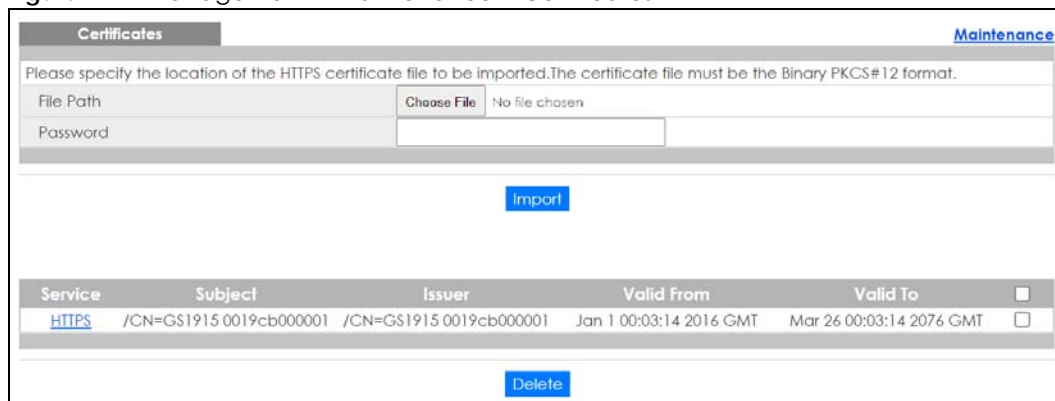 Certificates
Maintenance
Please specify the location of the HTTPS certificate file to be imported.The certificate file must be the Binary PKCS#12 format.
File Path Choose File No file chosen
Password
Import
Service Subject Issuer Valid From Valid To
HTTPS /CN=GS1915 0019cb000001 /CN=GS1915 0019cb000001 Jan 1 00:03:14 2016 GMT Mar 26 00:03:14 2076 GMT
Delete